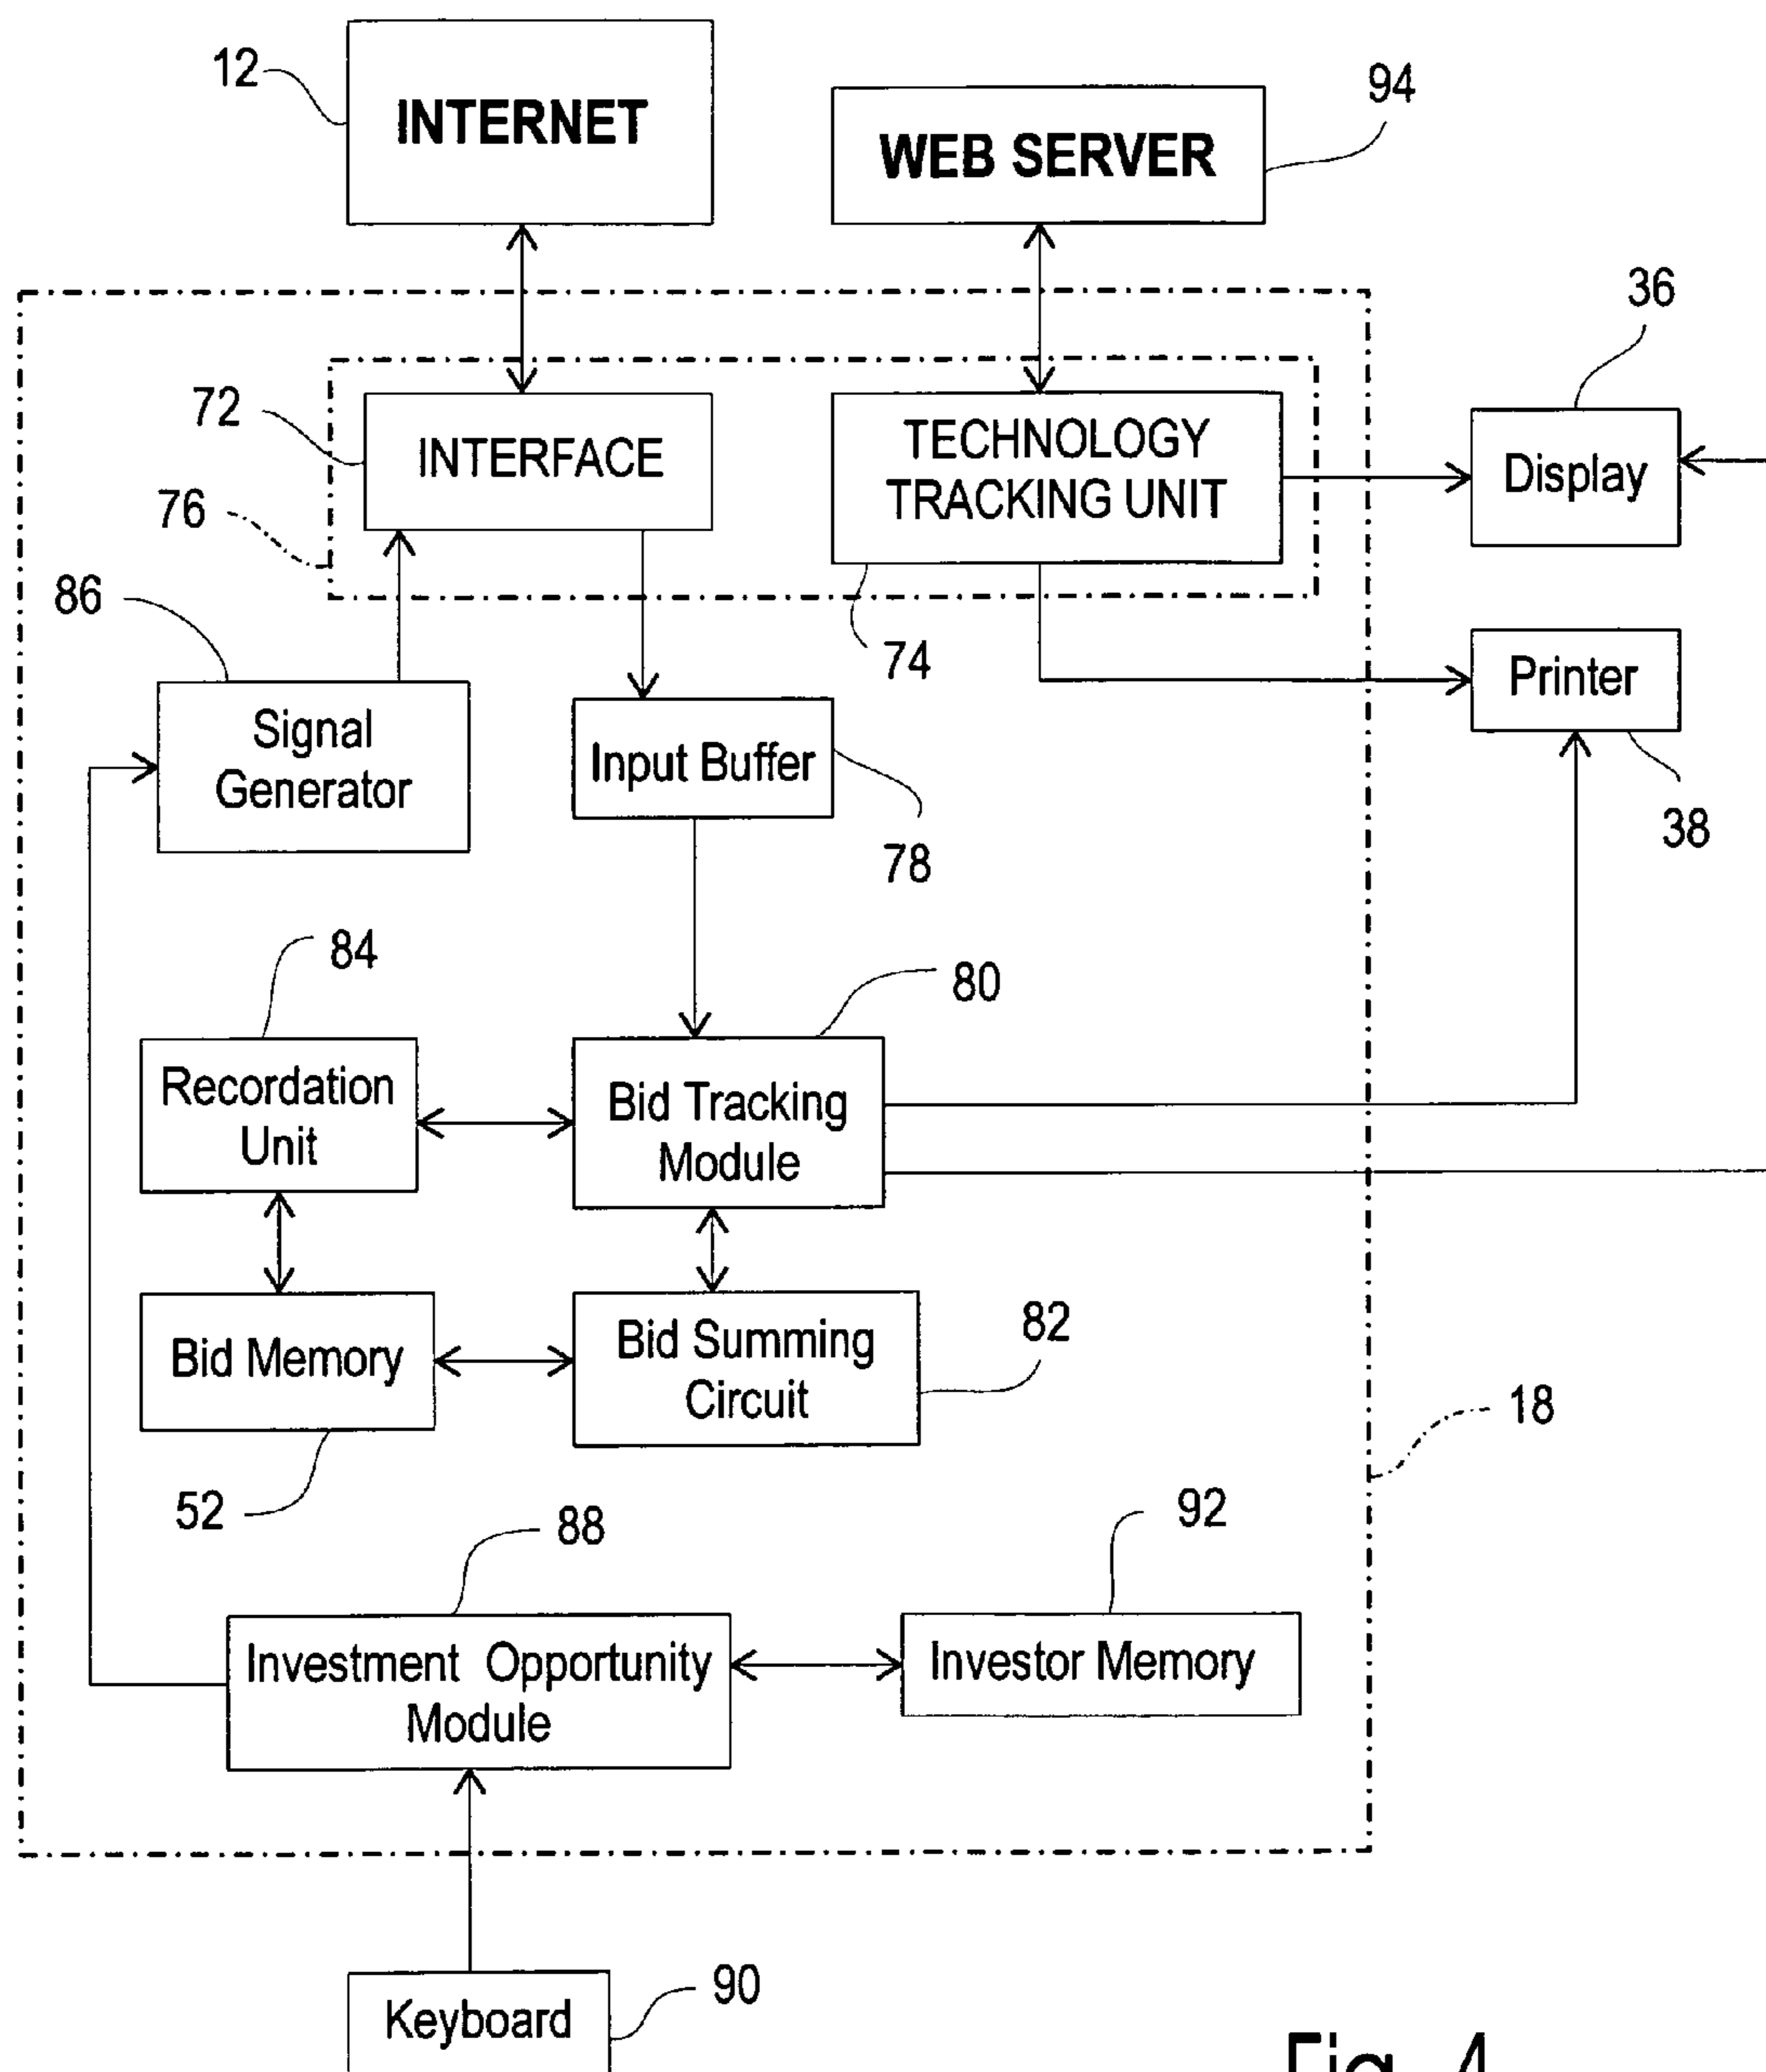 12
INTERNET
94
WEB SERVER
36
72
INTERFACE
TECHNOLOGY
TRACKING UNIT
Display
76
86
74
Printer
Signal
Generator
Input Buffer
38
78
84
80
Recordation
Unit
Bid Tracking
Module
82
Bid Memory
Bid Summing
Circuit
18
52
88
92
Investment Opportunity
Module
Investor Memory
90
Keyboard
Fig. 4